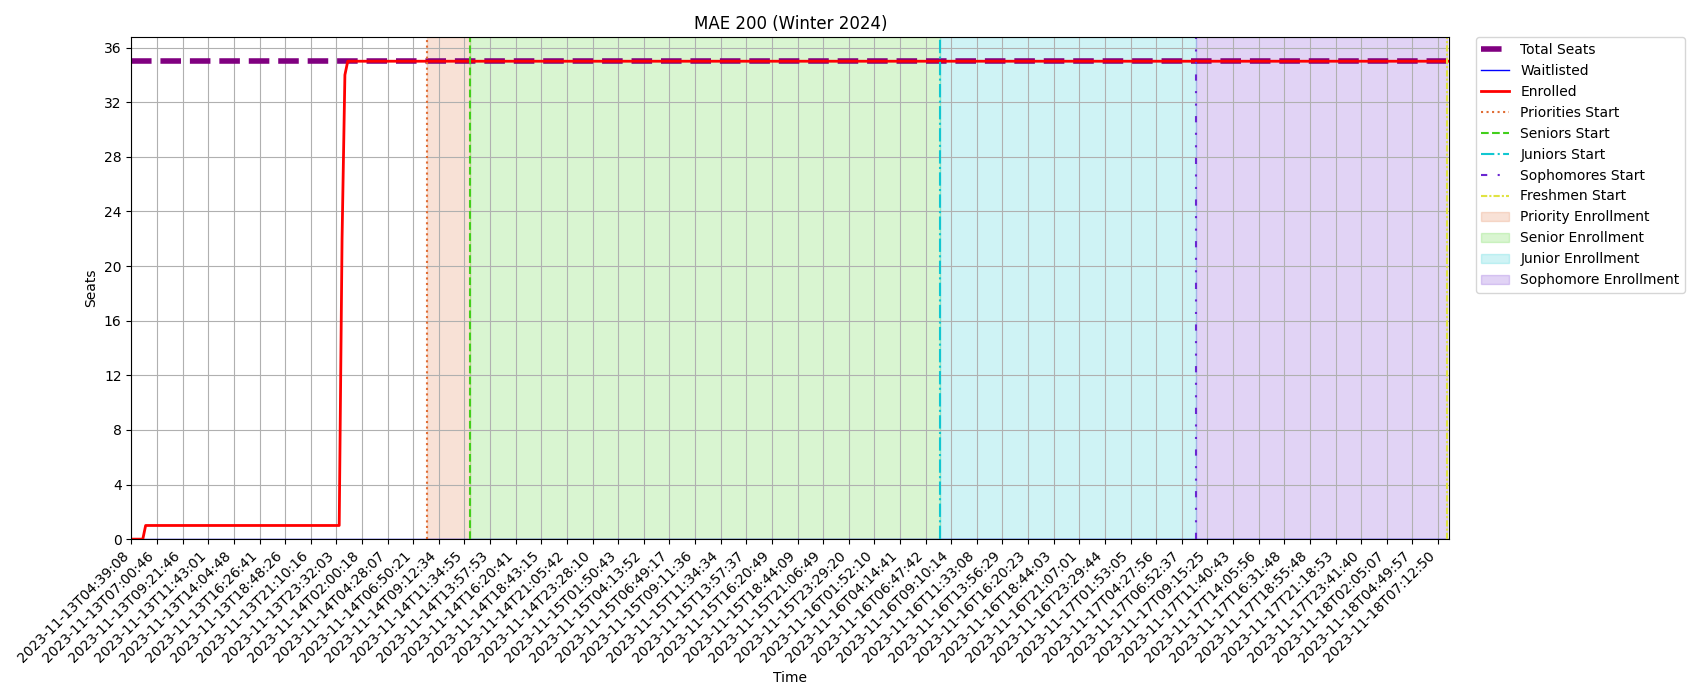 MAE 200 (Winter 2024)
36
32
28
24
20
16
12
8
4
0
Seats
2023-11-13T04:39:08
2023-11-13T07:00:46
2023-11-13T09:21:46
2023-11-13T11:43:01
2023-11-13T14:04:48
2023-11-13T16:26:41
2023-11-13T18:48:26
2023-11-13T21:10:16
2023-11-13T23:32:03
2023-11-14T02:00:18
2023-11-14T04:28:07
2023-11-14T06:50:21
2023-11-14T09:12:34
2023-11-14T11:34:55
2023-11-14T13:57:53
2023-11-14T16:20:41
2023-11-14T18:43:15
2023-11-14T21:05:42
2023-11-14T23:28:10
2023-11-15T01:50:43
2023-11-15T04:13:52
2023-11-15T06:49:17
2023-11-15T09:11:36
2023-11-15T11:34:34
2023-11-15T13:57:37
2023-11-15T16:20:49
2023-11-15T18:44:09
2023-11-15T21:06:49
2023-11-15T23:29:20
2023-11-16T01:52:10
2023-11-16T04:14:41
2023-11-16T06:47:42
2023-11-16T09:10:14
2023-11-16T11:33:08
2023-11-16T13:56:29
2023-11-16T16:20:23
2023-11-16T18:44:03
2023-11-16T21:07:01
2023-11-16T23:29:44
2023-11-17T01:53:05
2023-11-17T04:27:56
2023-11-17T06:52:37
2023-11-17T09:15:25
2023-11-17T11:40:43
2023-11-17T14:05:56
2023-11-17T16:31:48
2023-11-17T18:55:48
2023-11-17T21:18:53
2023-11-17T23:41:40
2023-11-18T02:05:07
2023-11-18T04:49:57
2023-11-18T07:12:50
Time
Total Seats
Waitlisted
Enrolled
Priorities Start
Seniors Start
Juniors Start
Sophomores Start
Freshmen Start
Priority Enrollment
Senior Enrollment
Junior Enrollment
Sophomore Enrollment